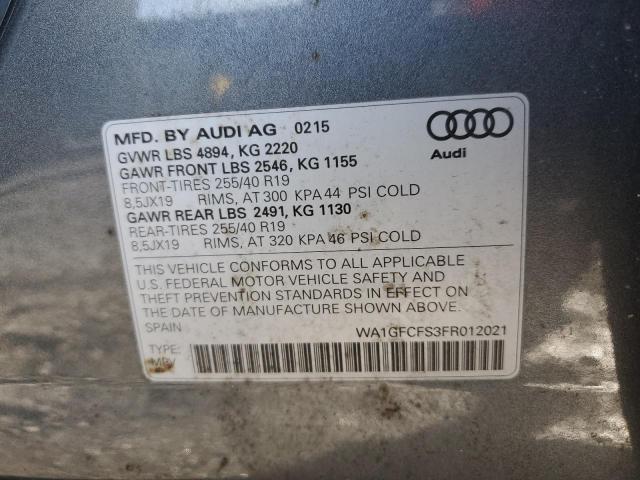 MFD. BY AUDI AG 0215
GVWR LBS 4894, KG 2220
GAWR FRONT LBS 2546, KG 1155
FRONT-TIRES 255/40 R19
8,5JX19 RIMS, AT 300 KPA 44 PSI COLD
GAWR REAR LBS 2491, KG 1130
REAR-TIRES 255/40 R19
8,5JX19 RIMS, AT 320 KPA 46 PSI COLD
Audi
THIS VEHICLE CONFORMS TO ALL APPLICABLE
U.S. FEDERAL MOTOR VEHICLE SAFETY AND
THEFT PREVENTION STANDARDS IN EFFECT ON
THE DATE OF MANUFACTURE SHOWN ABOVE.
SPAIN WA1GFCFS3FR012021
TYPE:
MPV